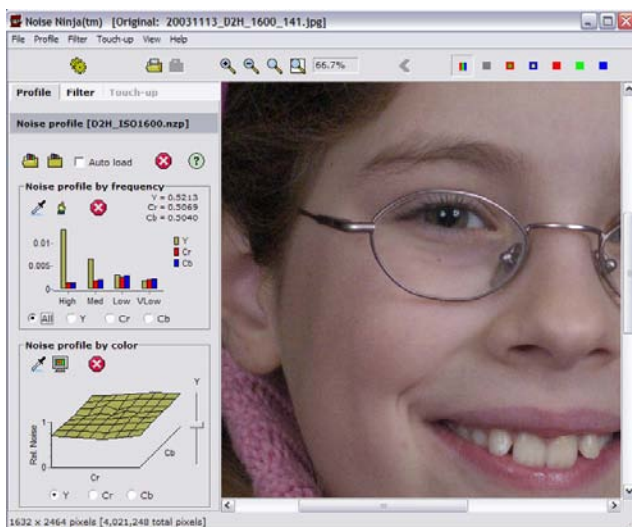 Noise Ninja(tm) [Original: 20031113_D2H_1600_141.jpg]
File Profile Filter Touch-up View Help
66.7%
Profile Filter Touch-up
Noise profile [D2H_ISO1600.nzp]
Auto load
Noise profile by frequency
Y = 0.5213
Cr = 0.5069
Cb = 0.5040
Y
Cr
Cb
0.01
0.005
0
High Med Low VLow
All Y Cr Cb
Noise profile by color
Y
1
Rel. Noise
0
Cb
Cr
Y Cr Cb
1632 x 2464 pixels [4,021,248 total pixels]